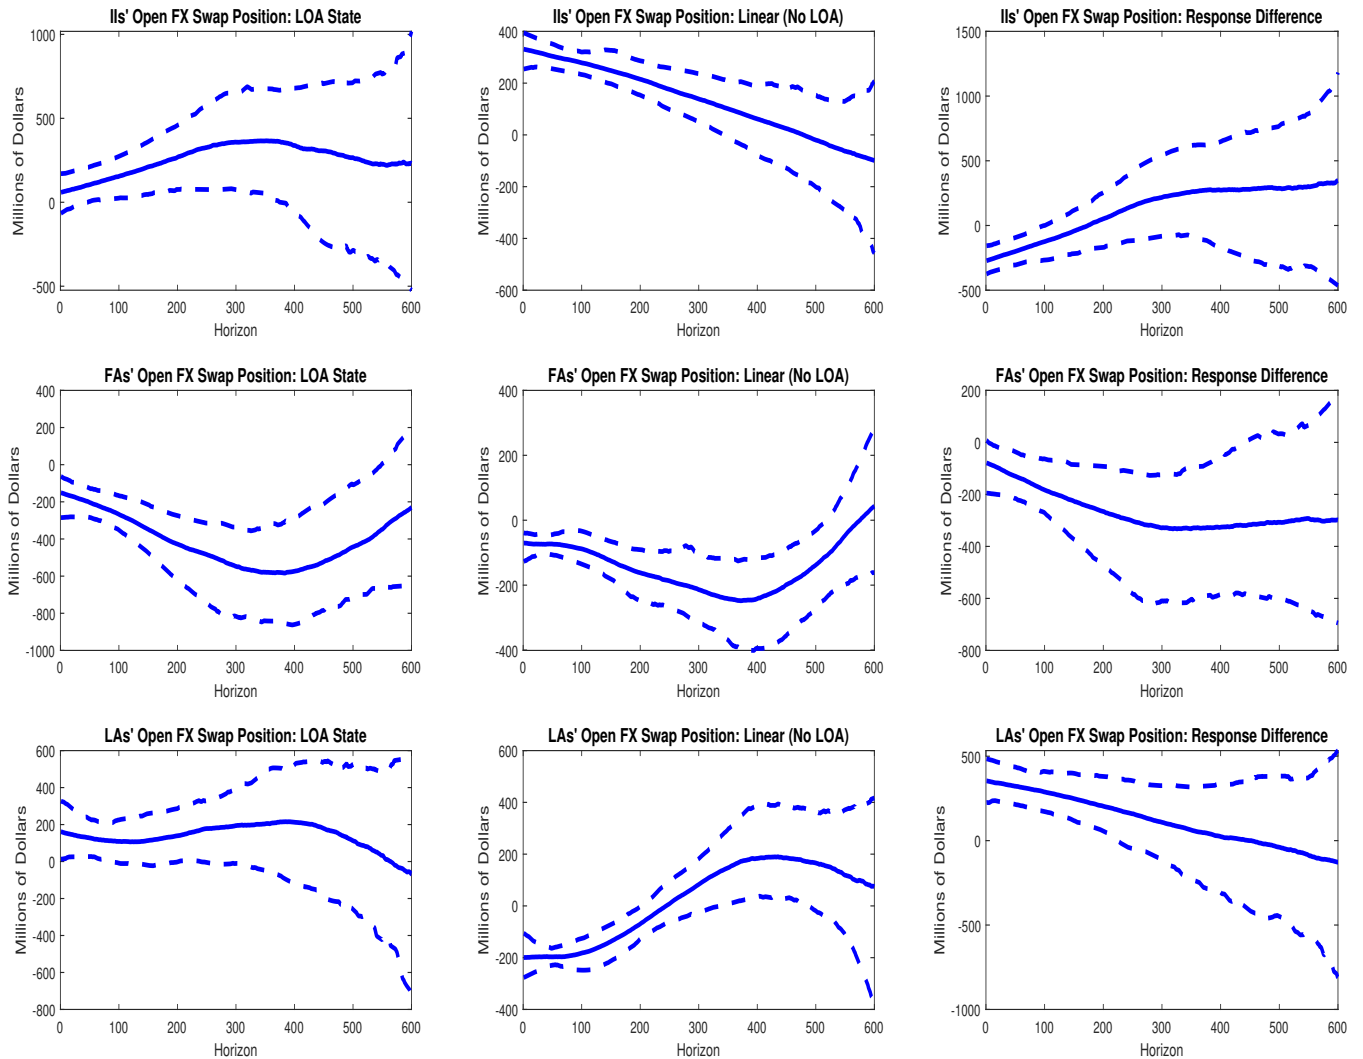 IIs' Open FX Swap Position: LOA State
1000
500
0
-500
Millions of Dollars
0 100 200 300 400 500 600
Horizon
IIs' Open FX Swap Position: Linear (No LOA)
400
200
0
-200
-400
-600
Millions of Dollars
0 100 200 300 400 500 600
Horizon
IIs' Open FX Swap Position: Response Difference
1500
1000
500
0
-500
Millions of Dollars
0 100 200 300 400 500 600
Horizon
FAs' Open FX Swap Position: LOA State
400
200
0
-200
-400
-600
-800
-1000
Millions of Dollars
0 100 200 300 400 500 600
Horizon
FAs' Open FX Swap Position: Linear (No LOA)
400
200
0
-200
-400
Millions of Dollars
0 100 200 300 400 500 600
Horizon
FAs' Open FX Swap Position: Response Difference
200
0
-200
-400
-600
-800
Millions of Dollars
0 100 200 300 400 500 600
Horizon
LAs' Open FX Swap Position: LOA State
600
400
200
0
-200
-400
-600
-800
Millions of Dollars
0 100 200 300 400 500 600
Horizon
LAs' Open FX Swap Position: Linear (No LOA)
600
400
200
0
-200
-400
Millions of Dollars
0 100 200 300 400 500 600
Horizon
LAs' Open FX Swap Position: Response Difference
500
0
-500
-1000
Millions of Dollars
0 100 200 300 400 500 600
Horizon